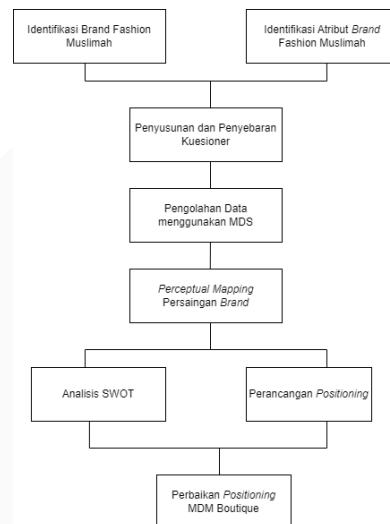 Identifikasi Brand Fashion
Muslimah
Identifikasi Atribut Brand
Fashion Muslimah
Penyusunan dan Penyebaran
Kuesioner
Pengolahan Data
menggunakan MDS
Perceptual Mapping
Persaingan Brand
Analisis SWOT
Perancangan Positioning
Perbaikan Positioning
MDM Boutique